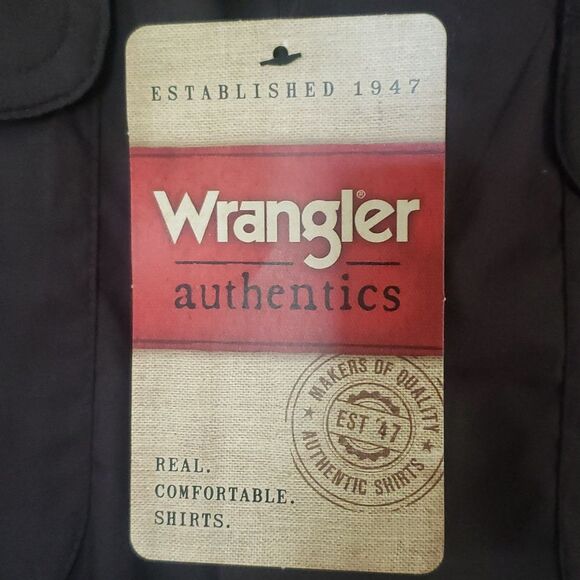 ESTABLISHED 1947
Wrangler®
authentics
MAKERS OF QUALITY
EST '47
AUTHENTIC SHIRTS
REAL.
COMFORTABLE.
SHIRTS.